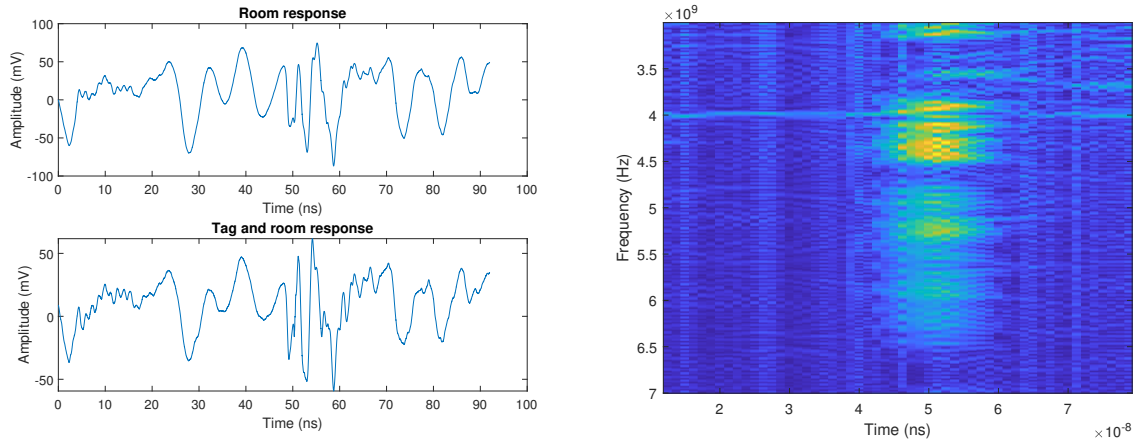 Room response
100
50
0
-50
-100
Amplitude (mV)
0 10 20 30 40 50 60 70 80 90 100
Time (ns)
Tag and room response
50
0
-50
Amplitude (mV)
0 10 20 30 40 50 60 70 80 90 100
Time (ns)
×10⁹
3.5
4
4.5
5
5.5
6
6.5
7
Frequency (Hz)
2 3 4 5 6 7
Time (ns)
×10⁻⁸